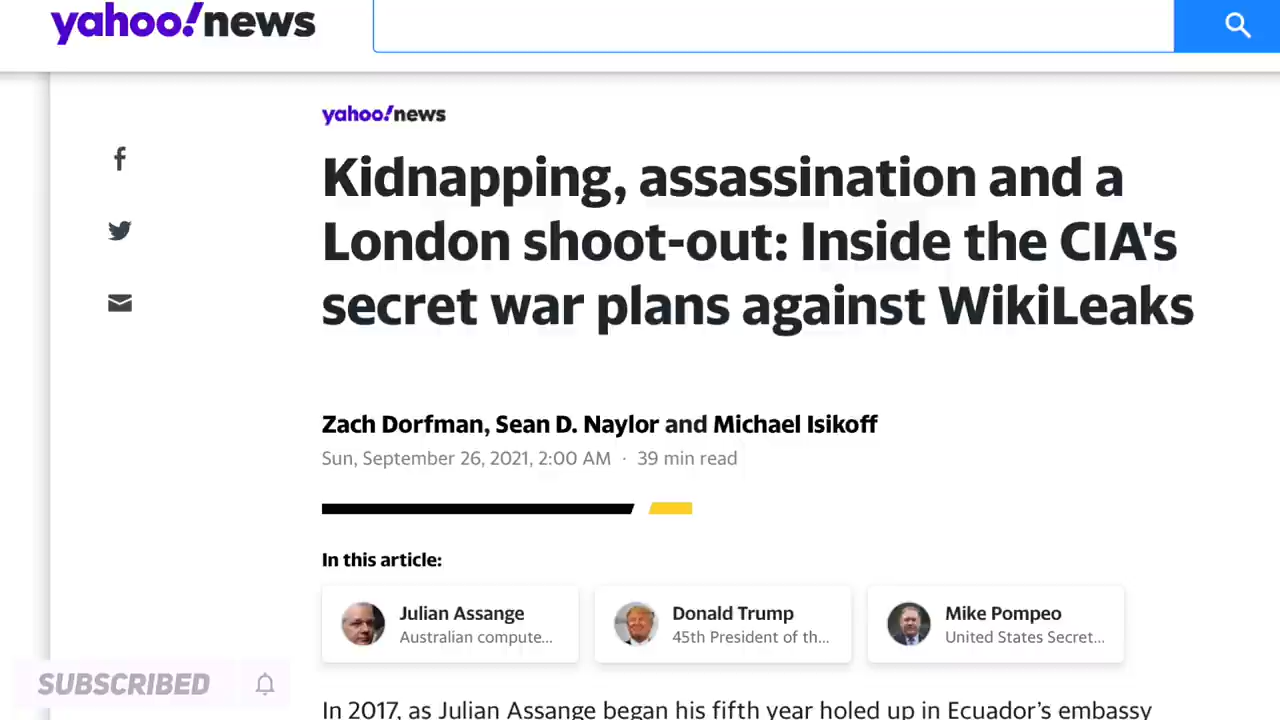 yahoo!news
yahoo!news
Kidnapping, assassination and a
London shoot-out: Inside the CIA's
secret war plans against WikiLeaks
Zach Dorfman, Sean D. Naylor and Michael Isikoff
Sun, September 26, 2021, 2:00 AM · 39 min read
In this article:
Julian Assange
Australian compute...
Donald Trump
45th President of th...
Mike Pompeo
United States Secret...
SUBSCRIBED
In 2017, as Julian Assange began his fifth year holed up in Ecuador's embassy